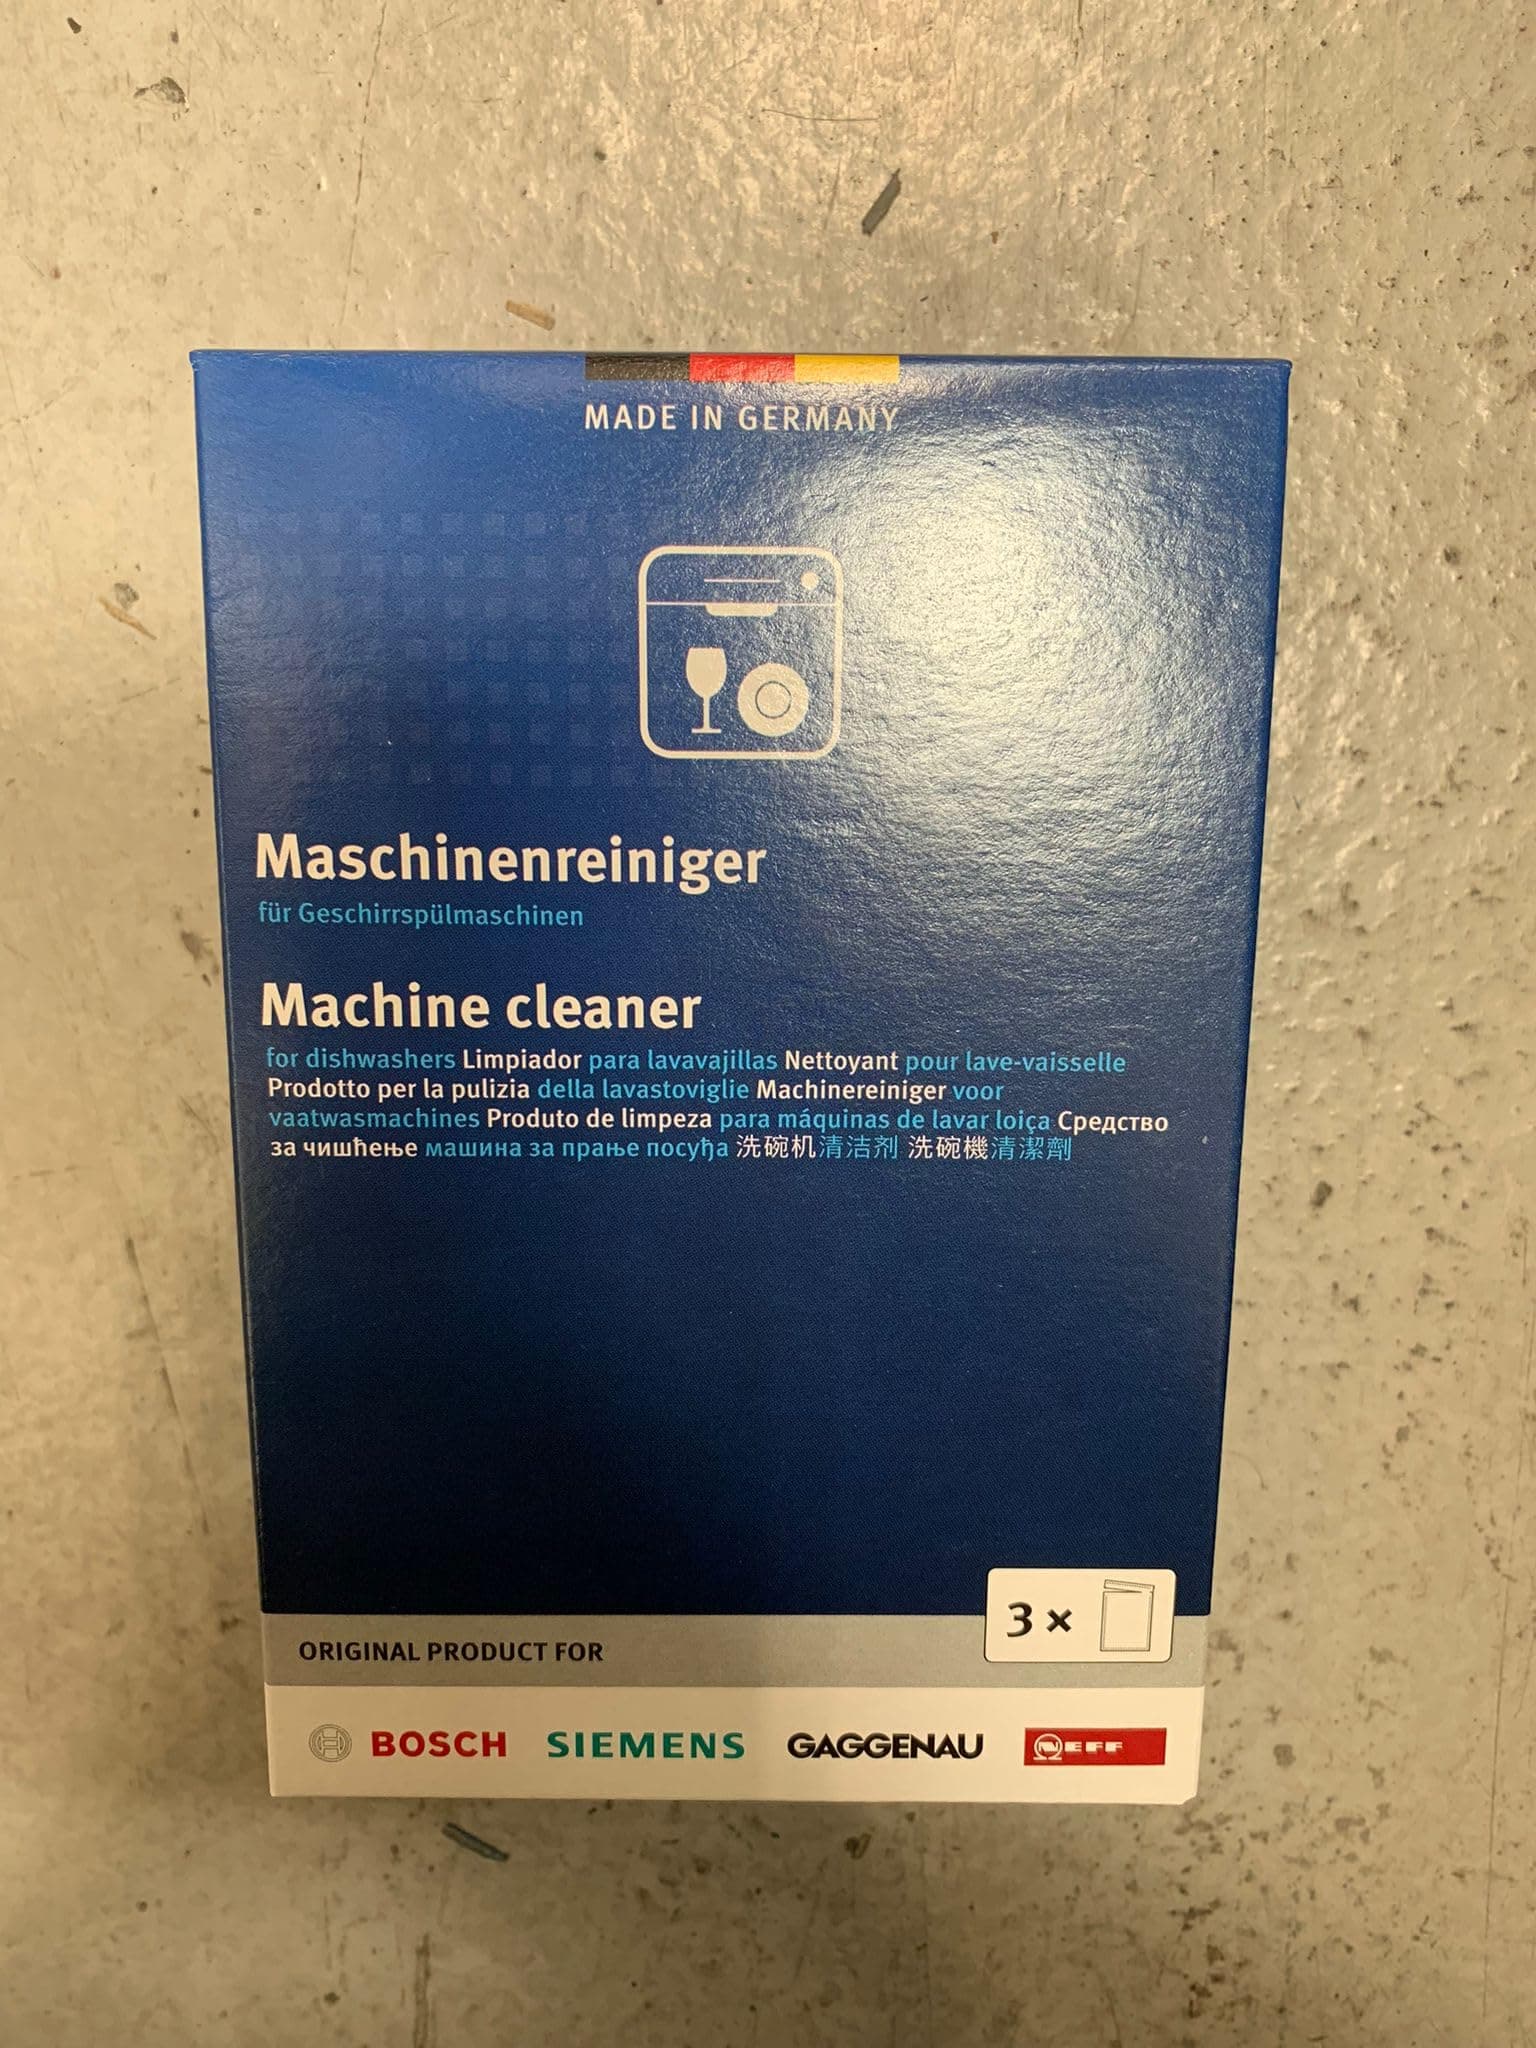 MADE IN GERMANY
Maschinenreiniger
für Geschirrspülmaschinen
Machine cleaner
for dishwashers Limpiador para lavavajillas Nettoyant pour lave-vaisselle
Prodotto per la pulizia della lavastoviglie Machinereiniger voor
vaatwasmachines Produto de limpeza para máquinas de lavar loiça Средство
за чишћење машина за прање посуђа 洗碗机清洁剂 洗碗機清潔劑
3 ×
ORIGINAL PRODUCT FOR
BOSCH SIEMENS GAGGENAU NEFF